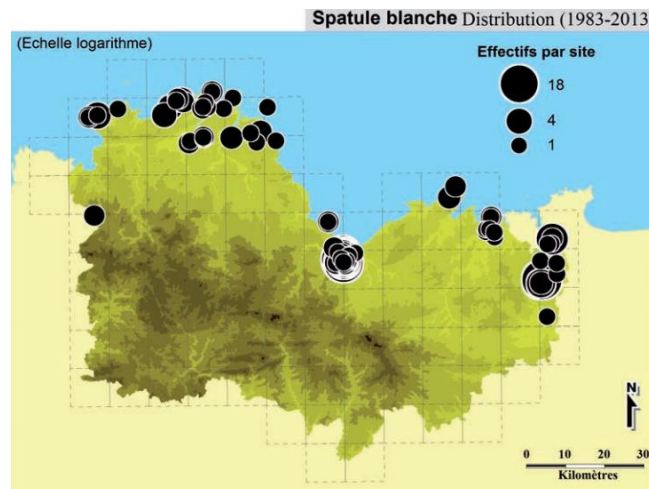 Spatule blanche Distribution (1983-2013
(Echelle logarithme)
Effectifs par site
18
4
1
N
0 10 20 30
Kilomètres